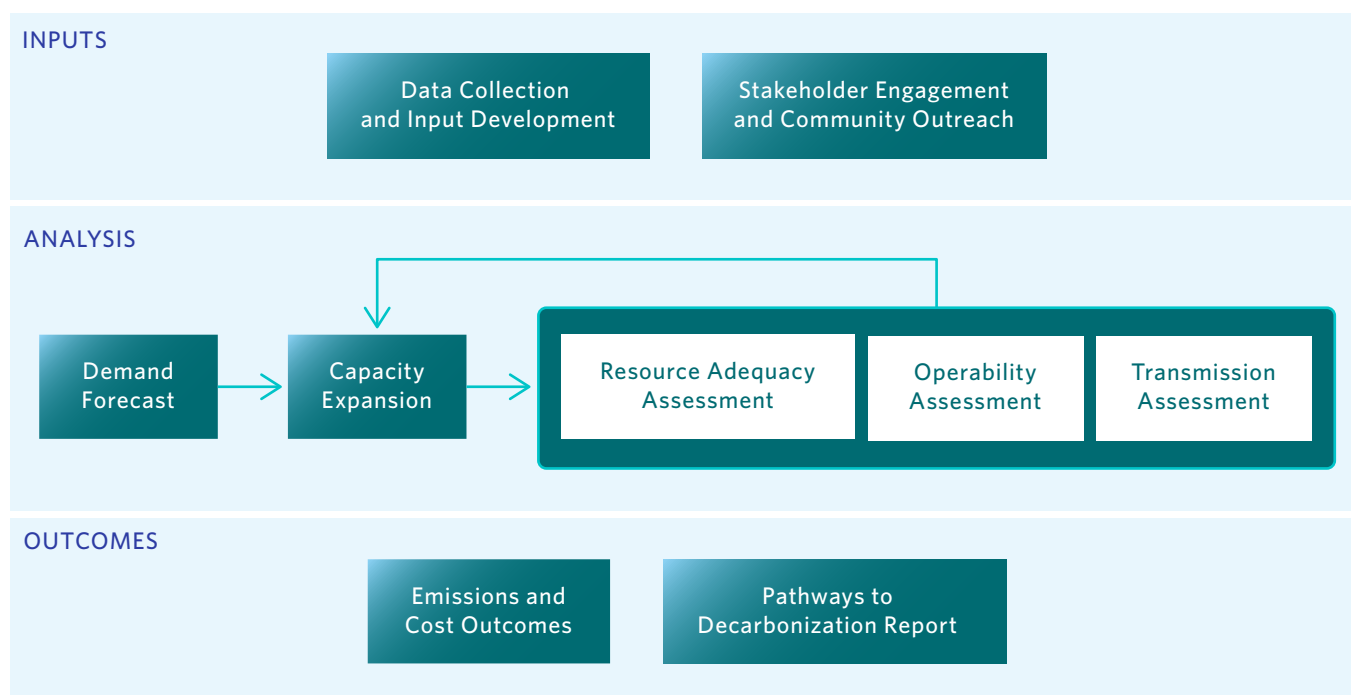 INPUTS
Data Collection
and Input Development
Stakeholder Engagement
and Community Outreach
ANALYSIS
Demand
Forecast
Capacity
Expansion
Resource Adequacy
Assessment
Operability
Assessment
Transmission
Assessment
OUTCOMES
Emissions and
Cost Outcomes
Pathways to
Decarbonization Report